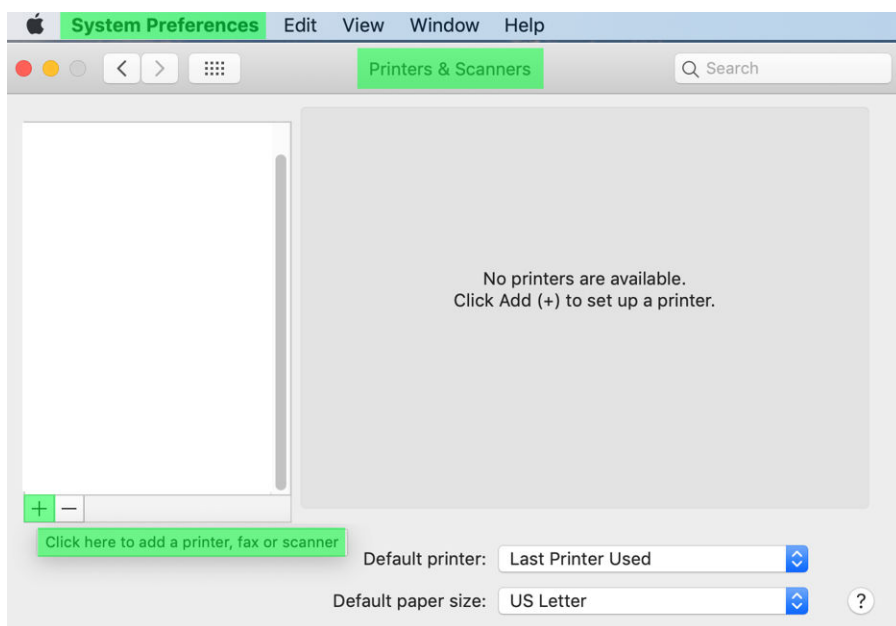 System Preferences Edit View Window Help
Printers & Scanners
Search
No printers are available.
Click Add (+) to set up a printer.
+ −
Click here to add a printer, fax or scanner
Default printer: Last Printer Used
Default paper size: US Letter
?